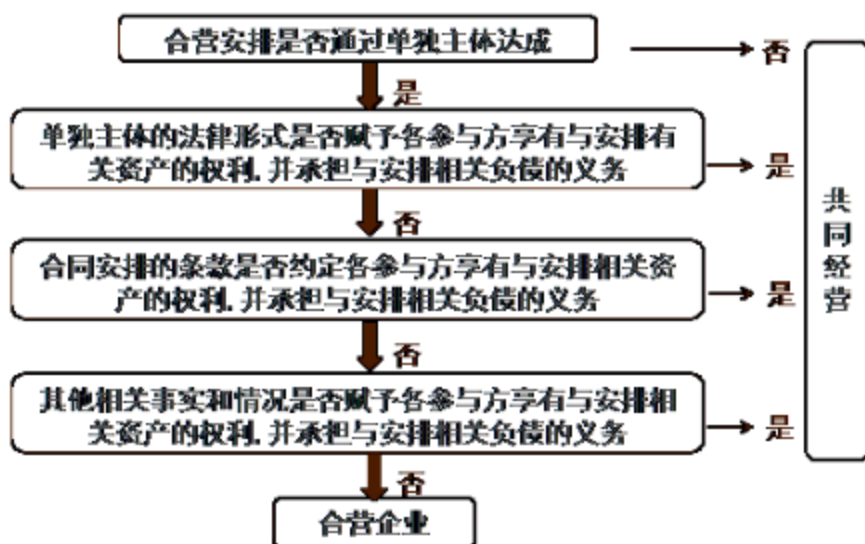 合营安排是否通过单独主体达成
否
是
单独主体的法律形式是否赋予各参与方享有与安排有
关资产的权利,并承担与安排相关负债的义务
是
否
合同安排的条款是否约定各参与方享有与安排相关资
产的权利,并承担与安排相关负债的义务
是
否
其他相关事实和情况是否赋予各参与方享有与安排相
关资产的权利,并承担与安排相关负债的义务
是
否
合营企业
共
同
经
营